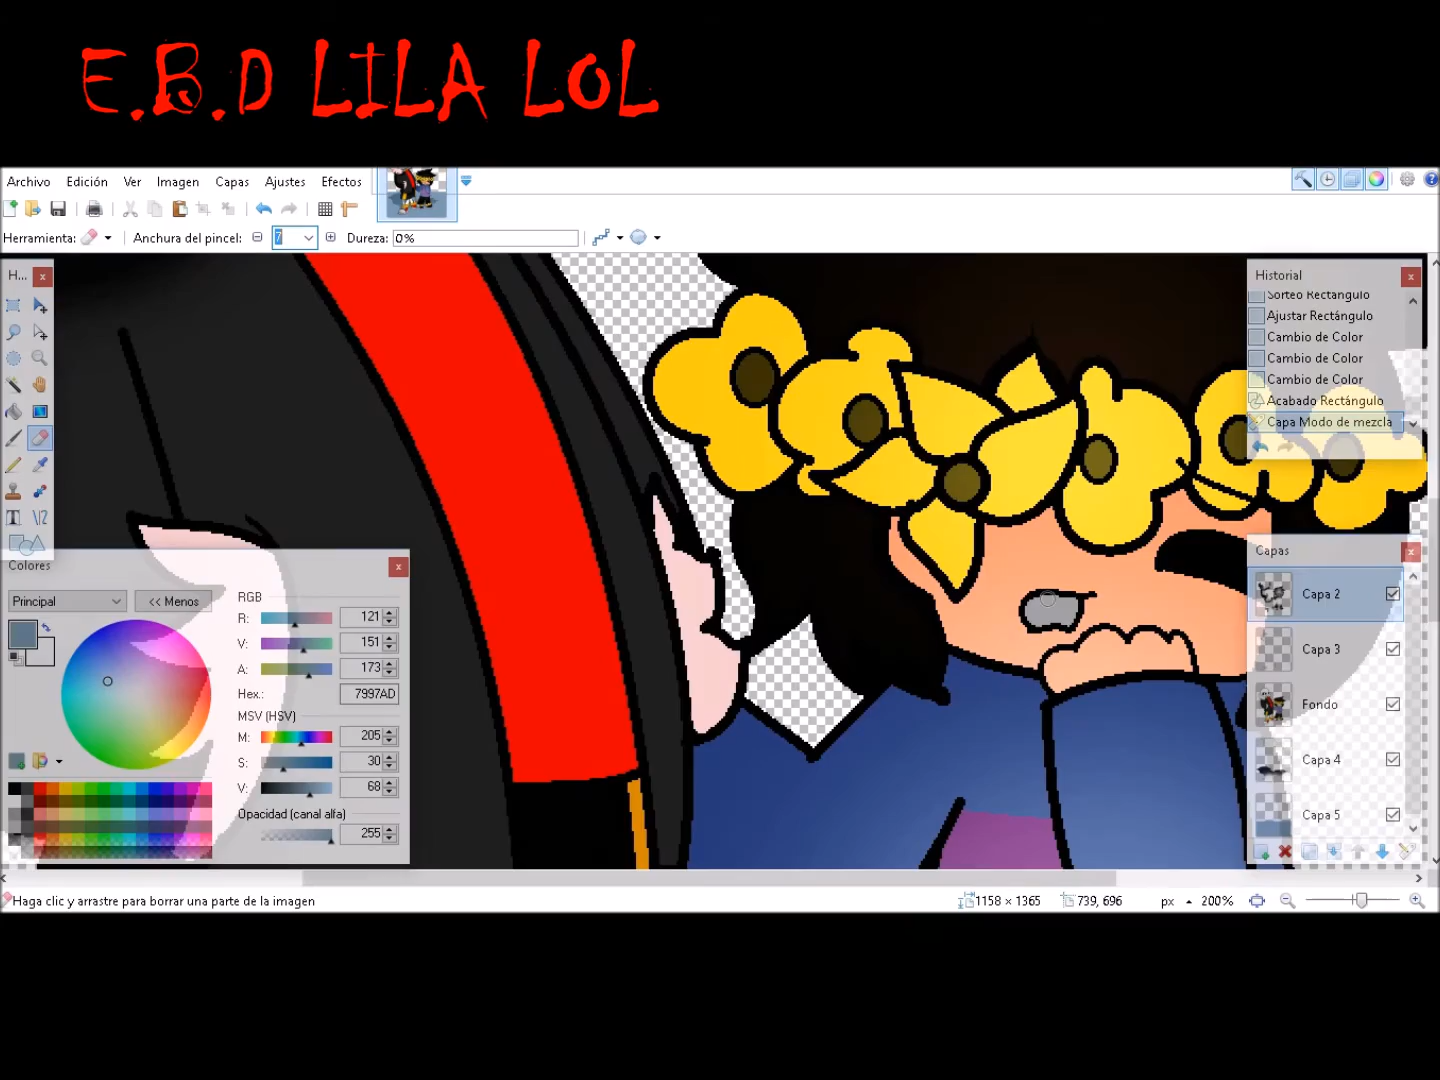 E.B.D LILA LOL
Archivo Edición Ver Imagen Capas Ajustes Efectos
Herramienta: Anchura del pincel: 7 Dureza: 0%
H...
Historial
Sorteo Rectángulo
Ajustar Rectángulo
Cambio de Color
Cambio de Color
Cambio de Color
Acabado Rectángulo
Capa Modo de mezcla
Colores
Principal
<< Menos
RGB
R: 121
V: 151
A: 173
Hex.: 7997AD
MSV (HSV)
M: 205
S: 30
V: 68
Opacidad (canal alfa)
255
Capas
Capa 2
Capa 3
Fondo
Capa 4
Capa 5
Haga clic y arrastre para borrar una parte de la imagen
1158 × 1365
739, 696
px
200%